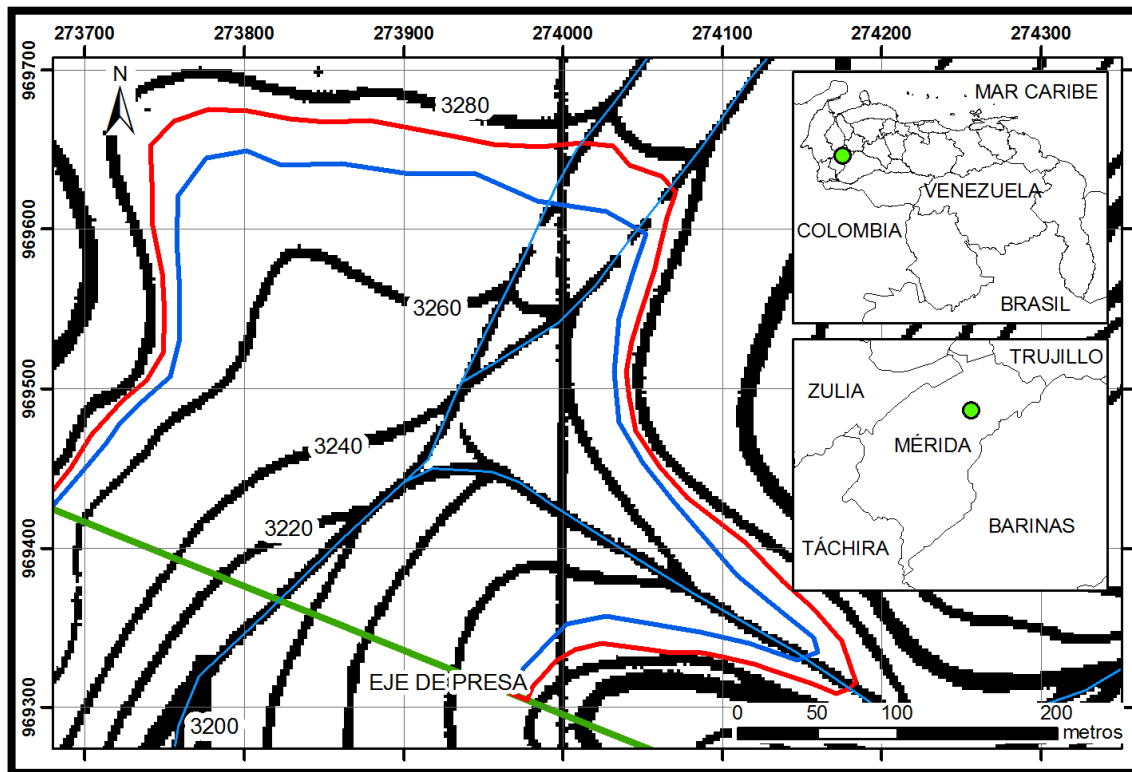 273700 273800 273900 274000 274100 274200 274300
969700
969600
969500
969400
969300
N
3280
3260
3240
3220
3200
EJE DE PRESA
MAR CARIBE
VENEZUELA
COLOMBIA
BRASIL
TRUJILLO
ZULIA
MÉRIDA
BARINAS
TÁCHIRA
0 50 100 200
metros